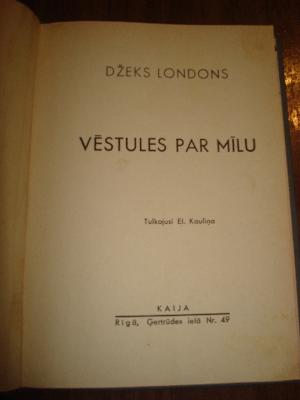 DŽEKS LONDONS
VĒSTULES PAR MĪLU
Tulkojusi El. Kauliņa
KAIJA
Rīgā, Ģertrūdes ielā Nr. 49